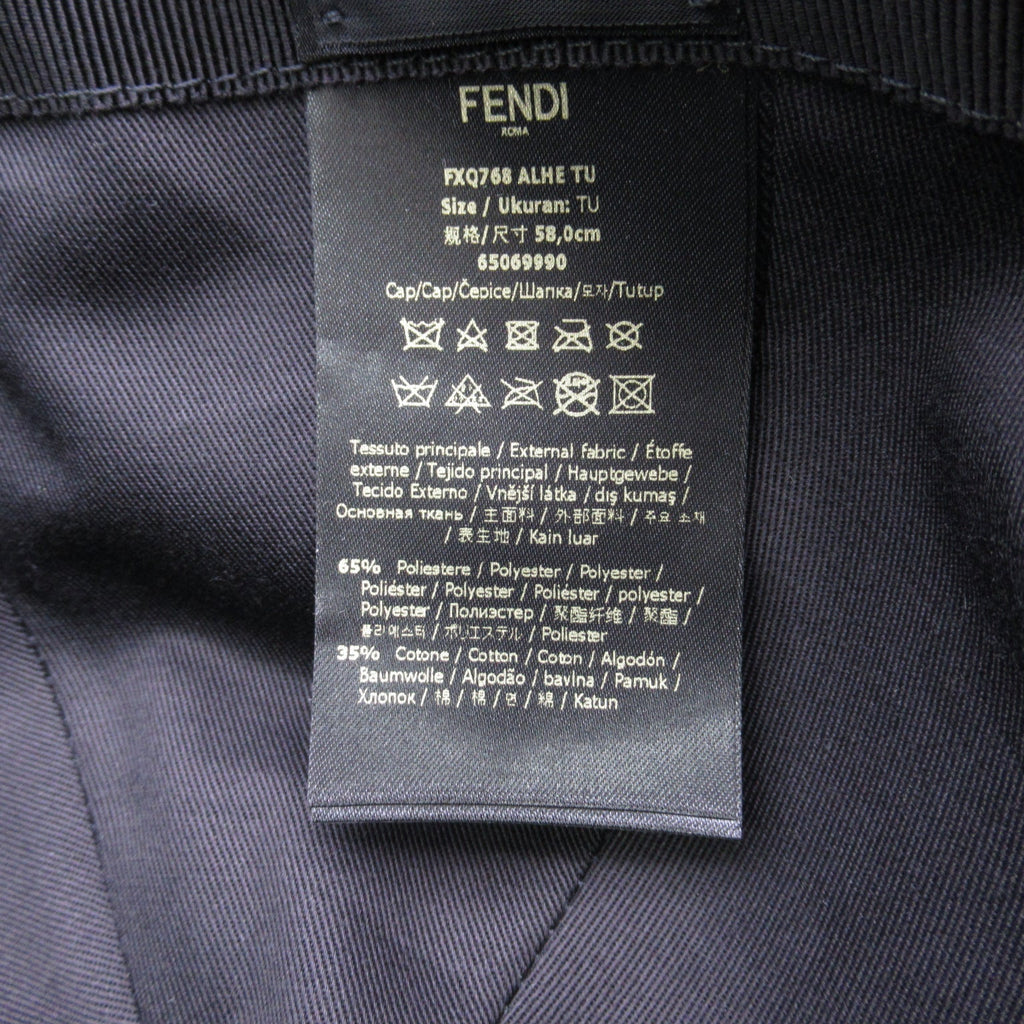 FENDI
ROMA
FXQ768 ALHE TU
Size / Ukuran: TU
规格/尺寸 58,0cm
65069990
Cap/Cap/Čepice/Шапка/모자/Tutup
Tessuto principale / External fabric / Étoffe
externe / Tejido principal / Hauptgewebe /
Tecido Externo / Vnější látka / dış kumaş /
Основная ткань / 主面料 / 外部面料 / 주요 소재
/ 表生地 / Kain luar
65% Poliestere / Polyester / Polyester /
Poliéster / Polyester / Poliéster / polyester /
Polyester / Полиэстер / 聚酯纤维 / 聚酯 /
폴리에스터 / ポリエステル / Poliester
35% Cotone / Cotton / Coton / Algodón /
Baumwolle / Algodão / bavlna / Pamuk /
Хлопок / 棉 / 棉 / 면 / 綿 / Katun